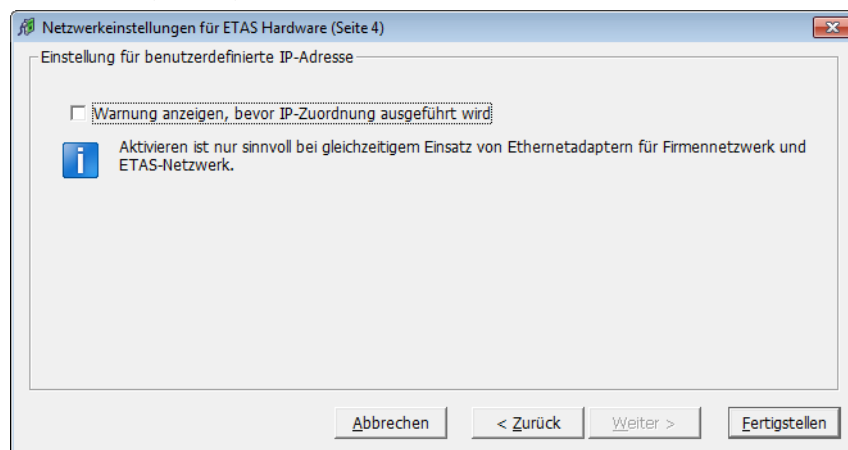 Netzwerkeinstellungen für ETAS Hardware (Seite 4)
Einstellung für benutzerdefinierte IP-Adresse
Warnung anzeigen, bevor IP-Zuordnung ausgeführt wird
Aktivieren ist nur sinnvoll bei gleichzeitigem Einsatz von Ethernetadaptern für Firmennetzwerk und
ETAS-Netzwerk.
Abbrechen < Zurück Weiter > Fertigstellen